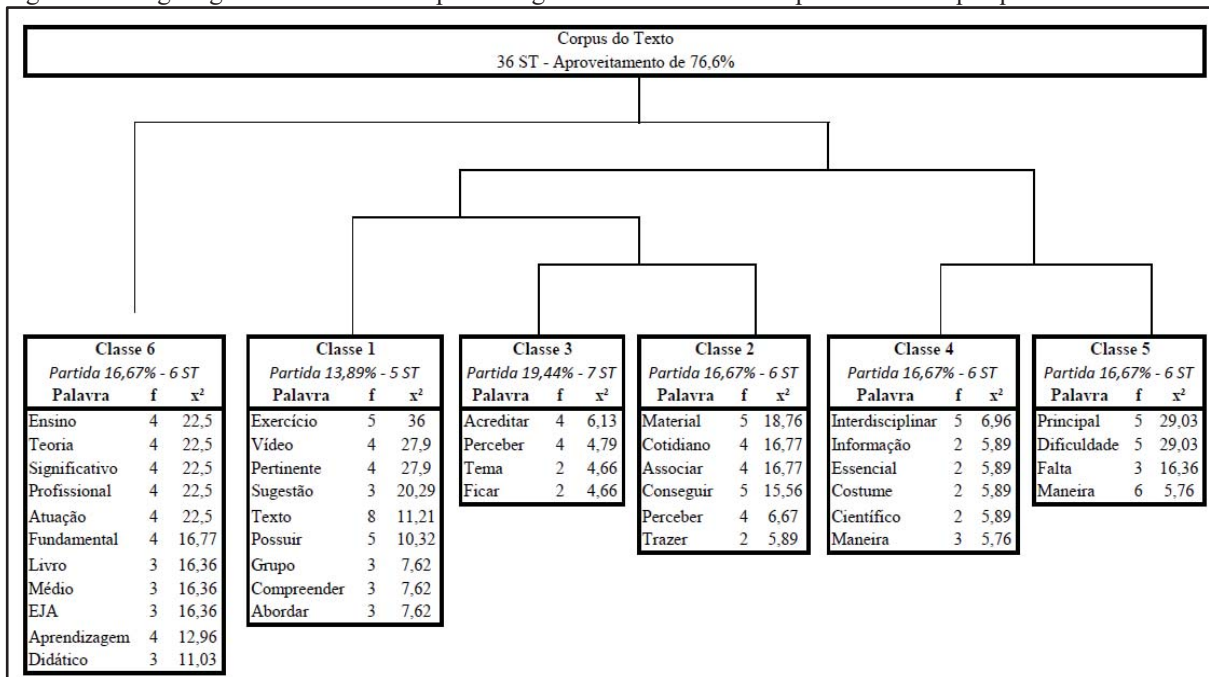 Corpus do Texto
36 ST - Aproveitamento de 76,6%
Classe 6
Partida 16,67% - 6 ST
Palavra f x²
Ensino 4 22,5
Teoria 4 22,5
Significativo 4 22,5
Profissional 4 22,5
Atuação 4 22,5
Fundamental 4 16,77
Livro 3 16,36
Médio 3 16,36
EJA 3 16,36
Aprendizagem 4 12,96
Didático 3 11,03
Classe 1
Partida 13,89% - 5 ST
Palavra f x²
Exercício 5 36
Vídeo 4 27,9
Pertinente 4 27,9
Sugestão 3 20,29
Texto 8 11,21
Possuir 5 10,32
Grupo 3 7,62
Compreender 3 7,62
Abordar 3 7,62
Classe 3
Partida 19,44% - 7 ST
Palavra f x²
Acreditar 4 6,13
Perceber 4 4,79
Tema 2 4,66
Ficar 2 4,66
Classe 2
Partida 16,67% - 6 ST
Palavra f x²
Material 5 18,76
Cotidiano 4 16,77
Associar 4 16,77
Conseguir 5 15,56
Perceber 4 6,67
Trazer 2 5,89
Classe 4
Partida 16,67% - 6 ST
Palavra f x²
Interdisciplinar 5 6,96
Informação 2 5,89
Essencial 2 5,89
Costume 2 5,89
Científico 2 5,89
Maneira 3 5,76
Classe 5
Partida 16,67% - 6 ST
Palavra f x²
Principal 5 29,03
Dificuldade 5 29,03
Falta 3 16,36
Maneira 6 5,76